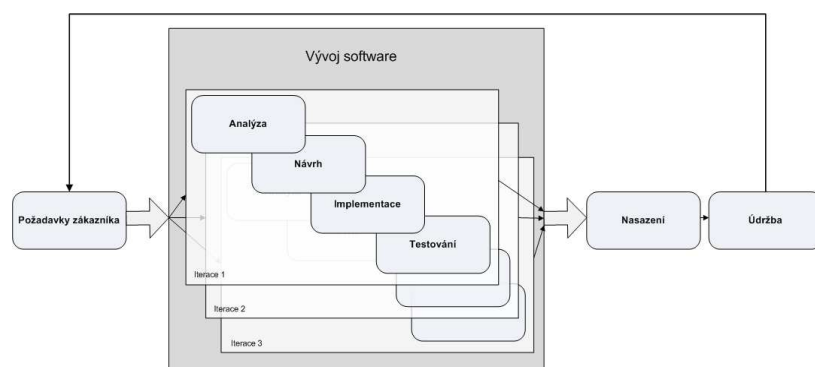 Vývoj software
Analýza
Návrh
Implementace
Testování
Iterace 1
Iterace 2
Iterace 3
Požadavky zákazníka
Nasazení
Údržba